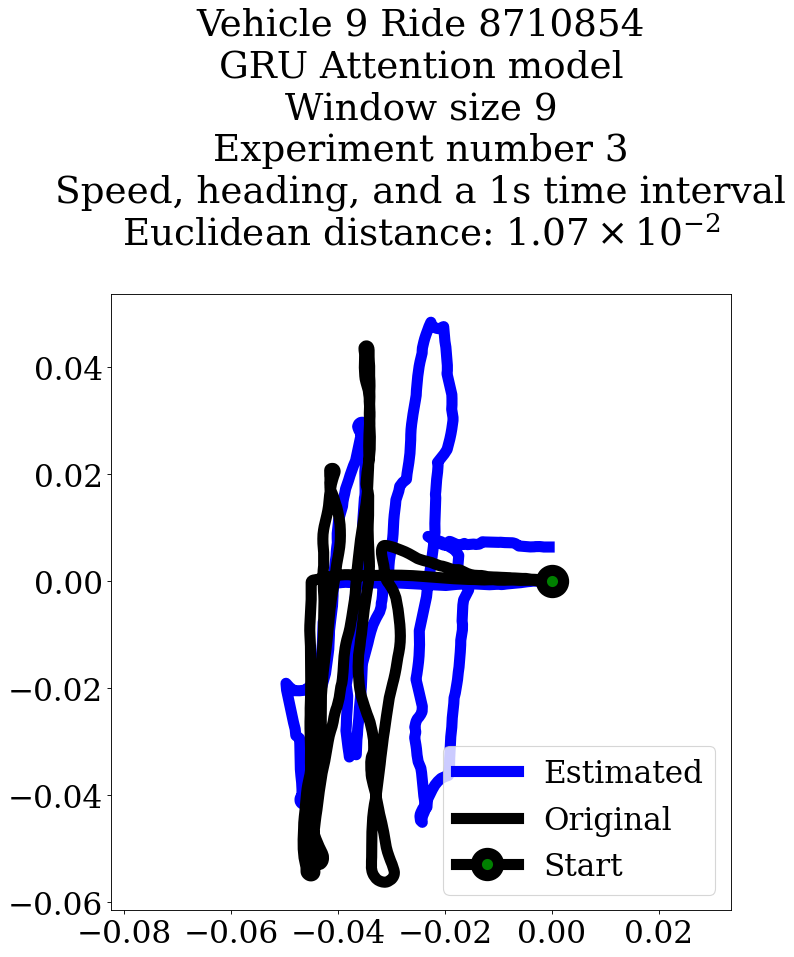 Vehicle 9 Ride 8710854
GRU Attention model
Window size 9
Experiment number 3
Speed, heading, and a 1s time interval
Euclidean distance: 1.07 × 10⁻²
0.04
0.02
0.00
−0.02
−0.04
−0.06
Estimated
Original
Start
−0.08 −0.06 −0.04 −0.02 0.00 0.02